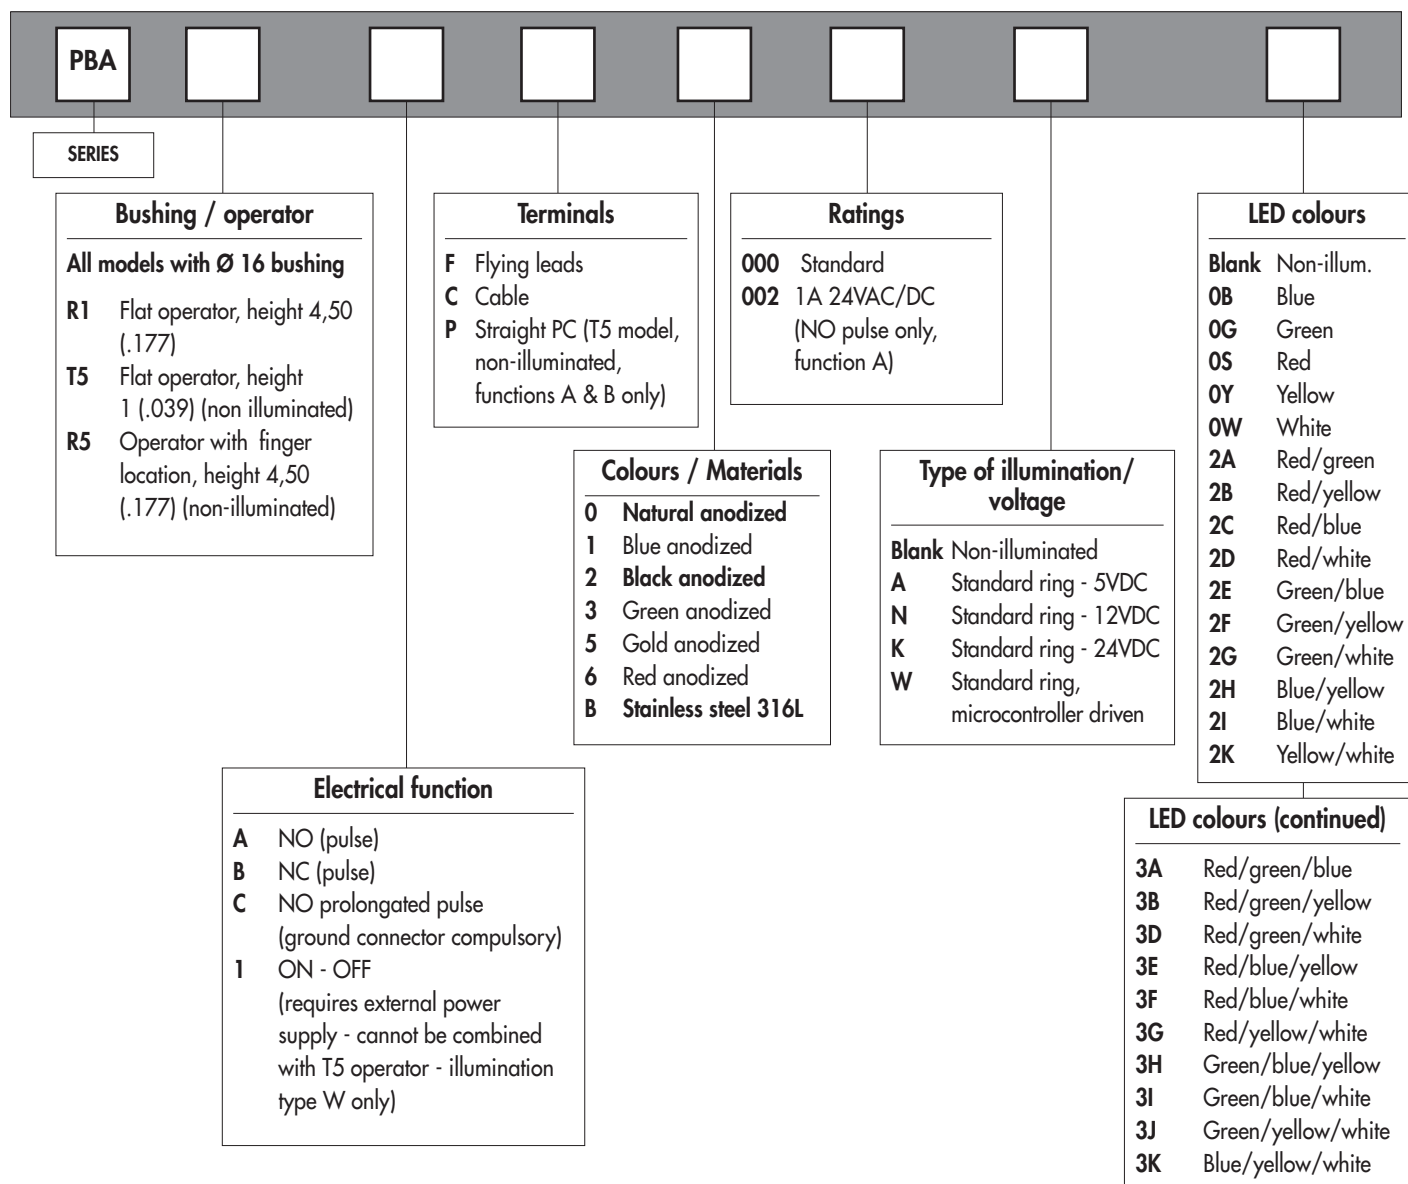 PBA
SERIES
Bushing / operator
All models with Ø 16 bushing
R1 Flat operator, height 4,50
(.177)
T5 Flat operator, height
1 (.039) (non illuminated)
R5 Operator with finger
location, height 4,50
(.177) (non-illuminated)
Terminals
F Flying leads
C Cable
P Straight PC (T5 model,
non-illuminated,
functions A & B only)
Ratings
000 Standard
002 1A 24VAC/DC
(NO pulse only,
function A)
LED colours
Blank Non-illum.
0B Blue
0G Green
0S Red
0Y Yellow
0W White
2A Red/green
2B Red/yellow
2C Red/blue
2D Red/white
2E Green/blue
2F Green/yellow
2G Green/white
2H Blue/yellow
2I Blue/white
2K Yellow/white
Colours / Materials
0 Natural anodized
1 Blue anodized
2 Black anodized
3 Green anodized
5 Gold anodized
6 Red anodized
B Stainless steel 316L
Type of illumination/
voltage
Blank Non-illuminated
A Standard ring - 5VDC
N Standard ring - 12VDC
K Standard ring - 24VDC
W Standard ring,
microcontroller driven
Electrical function
A NO (pulse)
B NC (pulse)
C NO prolongated pulse
(ground connector compulsory)
1 ON - OFF
(requires external power
supply - cannot be combined
with T5 operator - illumination
type W only)
LED colours (continued)
3A Red/green/blue
3B Red/green/yellow
3D Red/green/white
3E Red/blue/yellow
3F Red/blue/white
3G Red/yellow/white
3H Green/blue/yellow
3I Green/blue/white
3J Green/yellow/white
3K Blue/yellow/white